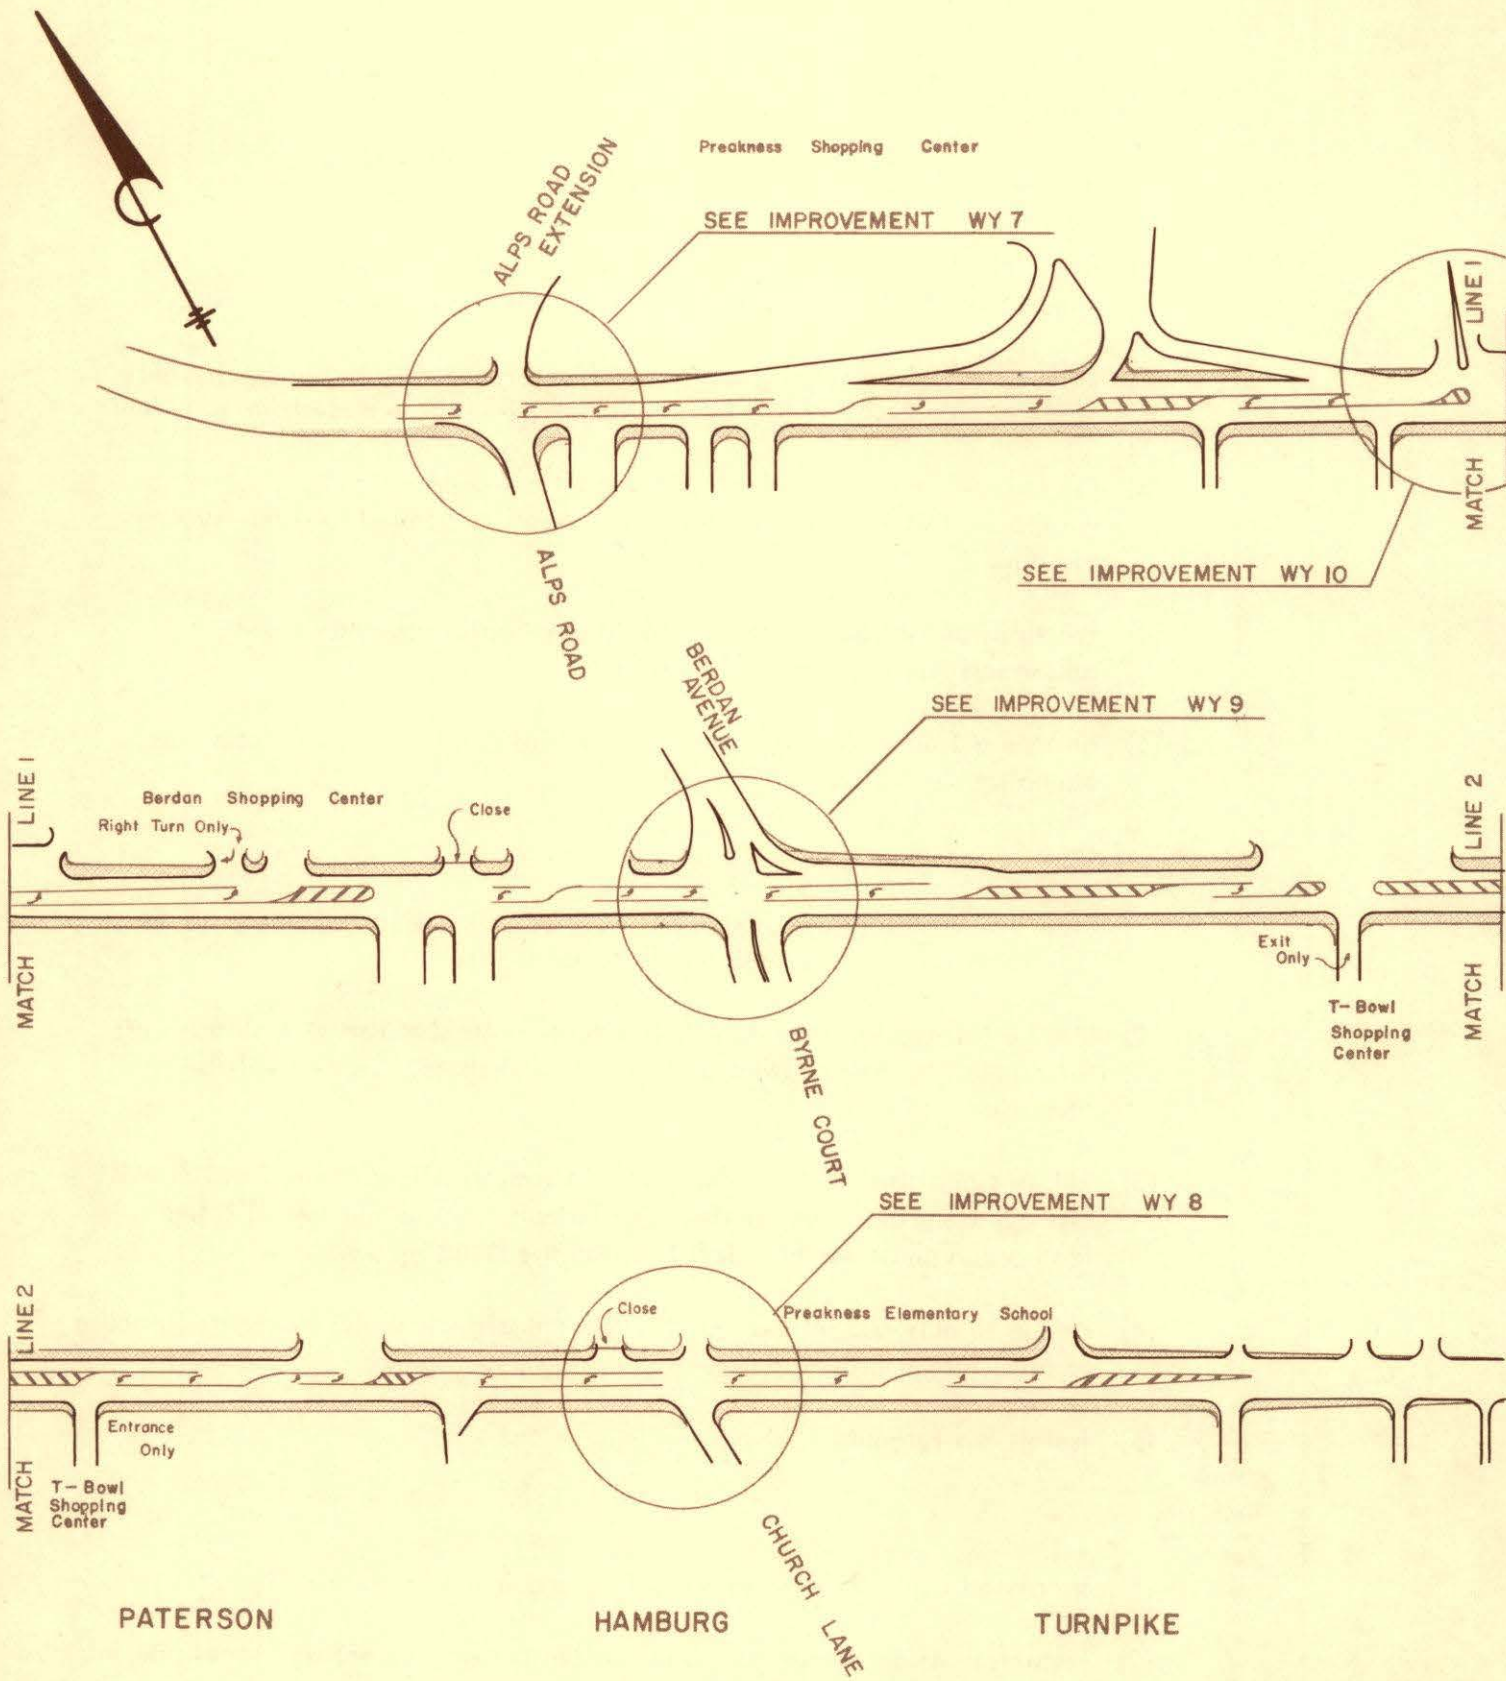 Preakness Shopping Center
ALPS ROAD
EXTENSION
SEE IMPROVEMENT WY 7
LINE 1
MATCH
SEE IMPROVEMENT WY 10
ALPS ROAD
BERDAN
AVENUE
SEE IMPROVEMENT WY 9
LINE 1
Berdan Shopping Center
Right Turn Only
Close
LINE 2
MATCH
Exit
Only
MATCH
T-Bowl
Shopping
Center
BYRNE COURT
SEE IMPROVEMENT WY 8
LINE 2
Close
Preakness Elementary School
Entrance
Only
MATCH
T-Bowl
Shopping
Center
CHURCH LANE
PATERSON HAMBURG TURNPIKE